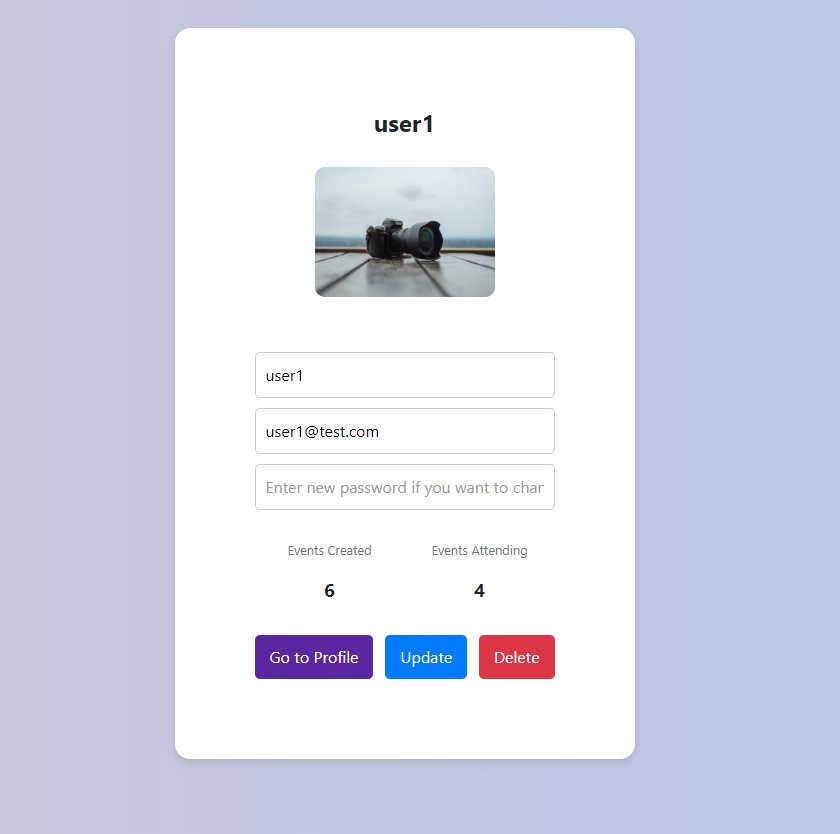 user1
user1
user1@test.com
Enter new password if you want to char
Events Created Events Attending
6 4
Go to Profile Update Delete